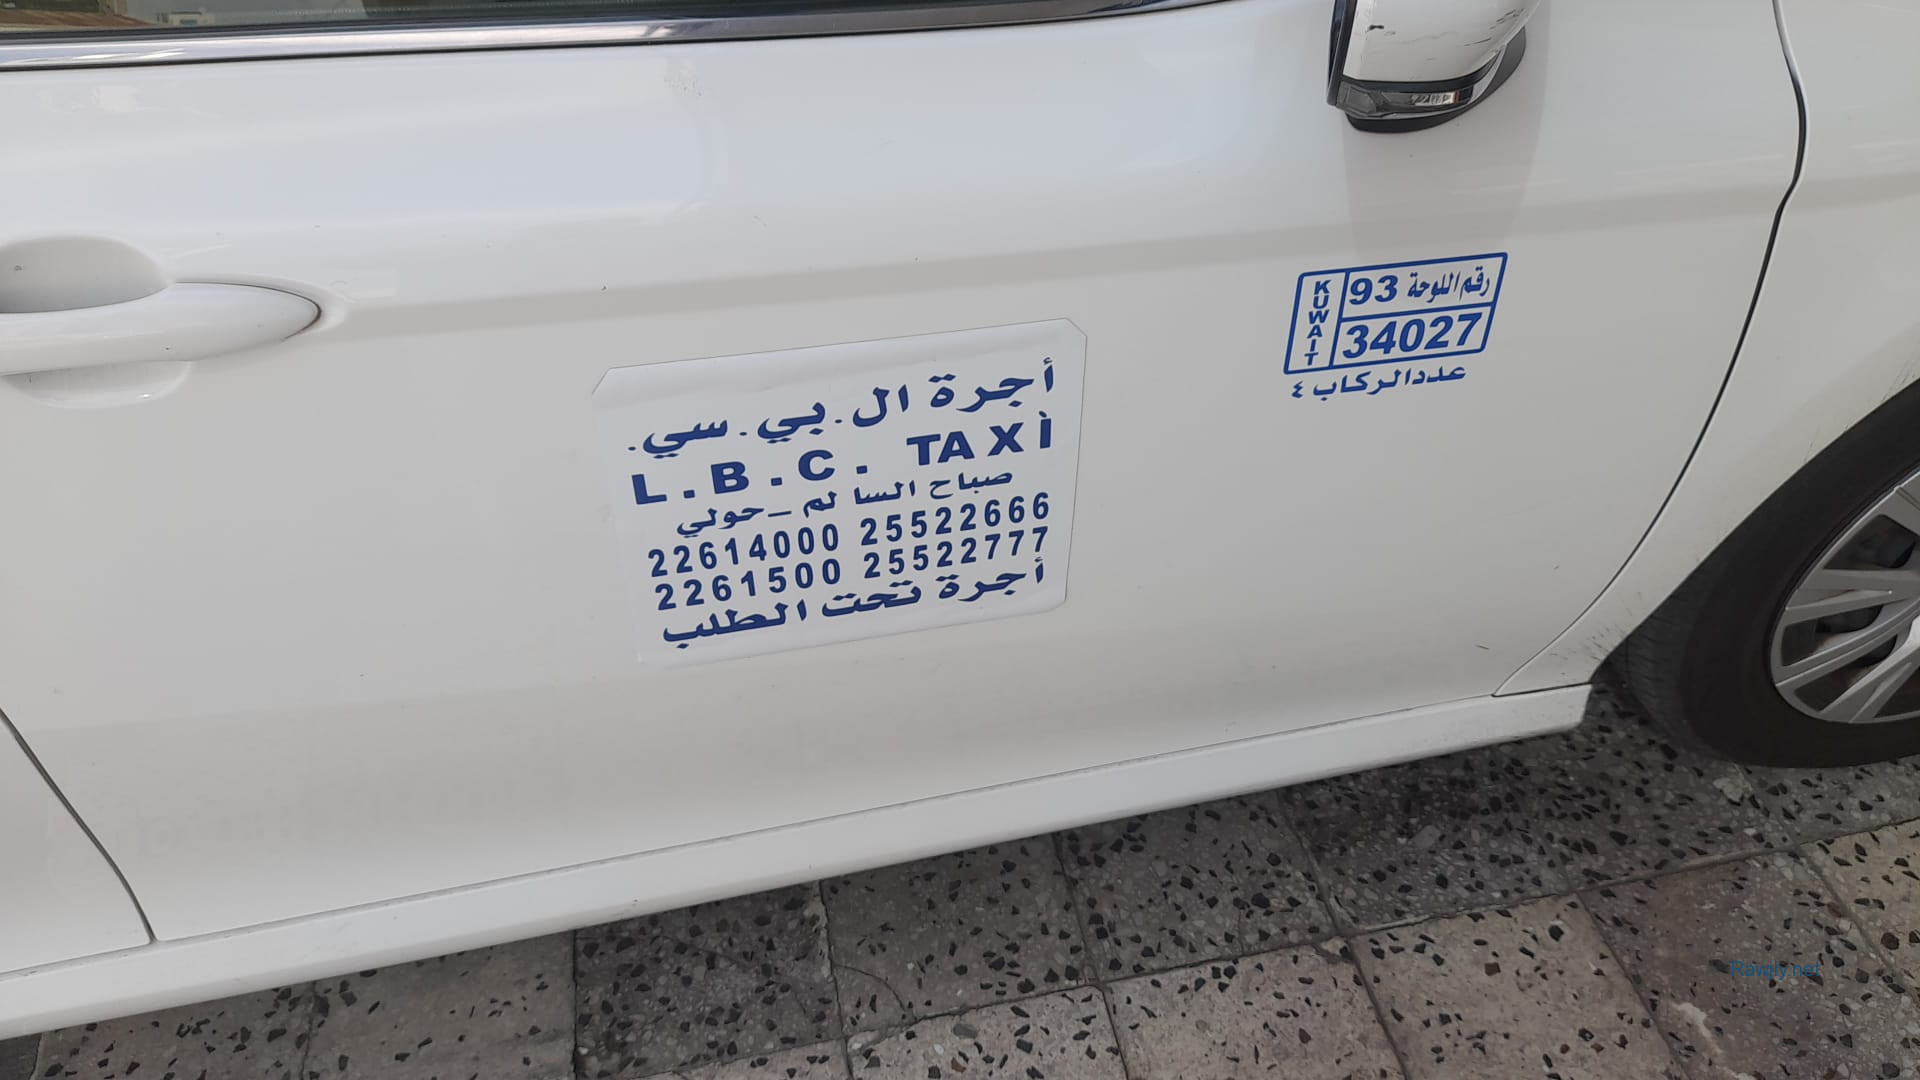 أجرة ال.بي.سي.
L.B.C. TAXI
صباح السالم - حولي
22614000 25522666
2261500 25522777
أجرة تحت الطلب
KUWAIT
93 رقم اللوحة
34027
عدد الركاب ٤
Rawqly.net